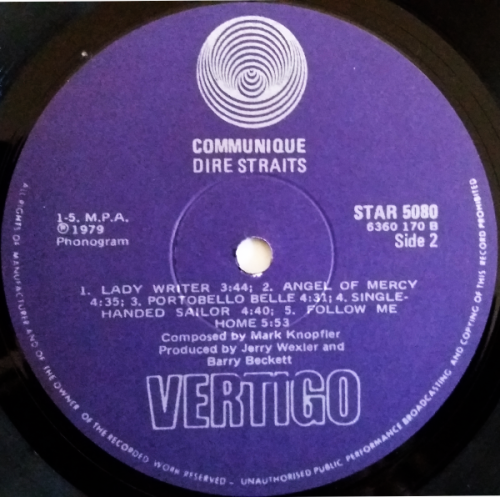 COMMUNIQUE
DIRE STRAITS
1-5. M.P.A.
℗ 1979
Phonogram
STAR 5080
6360 170 B
Side 2
1. LADY WRITER 3:44; 2. ANGEL OF MERCY
4:35; 3. PORTOBELLO BELLE 4:31; 4. SINGLE-
HANDED SAILOR 4:40; 5. FOLLOW ME
HOME 5:53
Composed by Mark Knopfler
Produced by Jerry Wexler and
Barry Beckett
VERTIGO
ALL RIGHTS OF MANUFACTURER AND OF THE OWNER OF THE RECORDED WORK RESERVED – UNAUTHORISED PUBLIC PERFORMANCE BROADCASTING AND COPYING OF THIS RECORD PROHIBITED